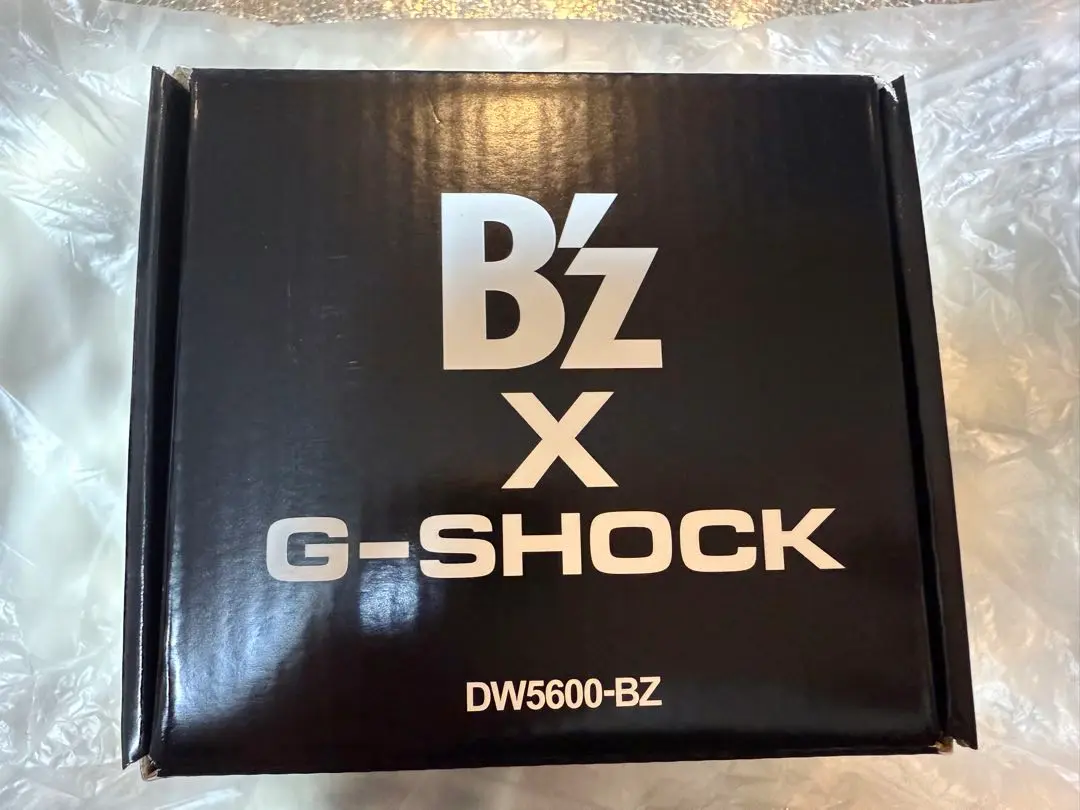 B'z
X
G-SHOCK
DW5600-BZ